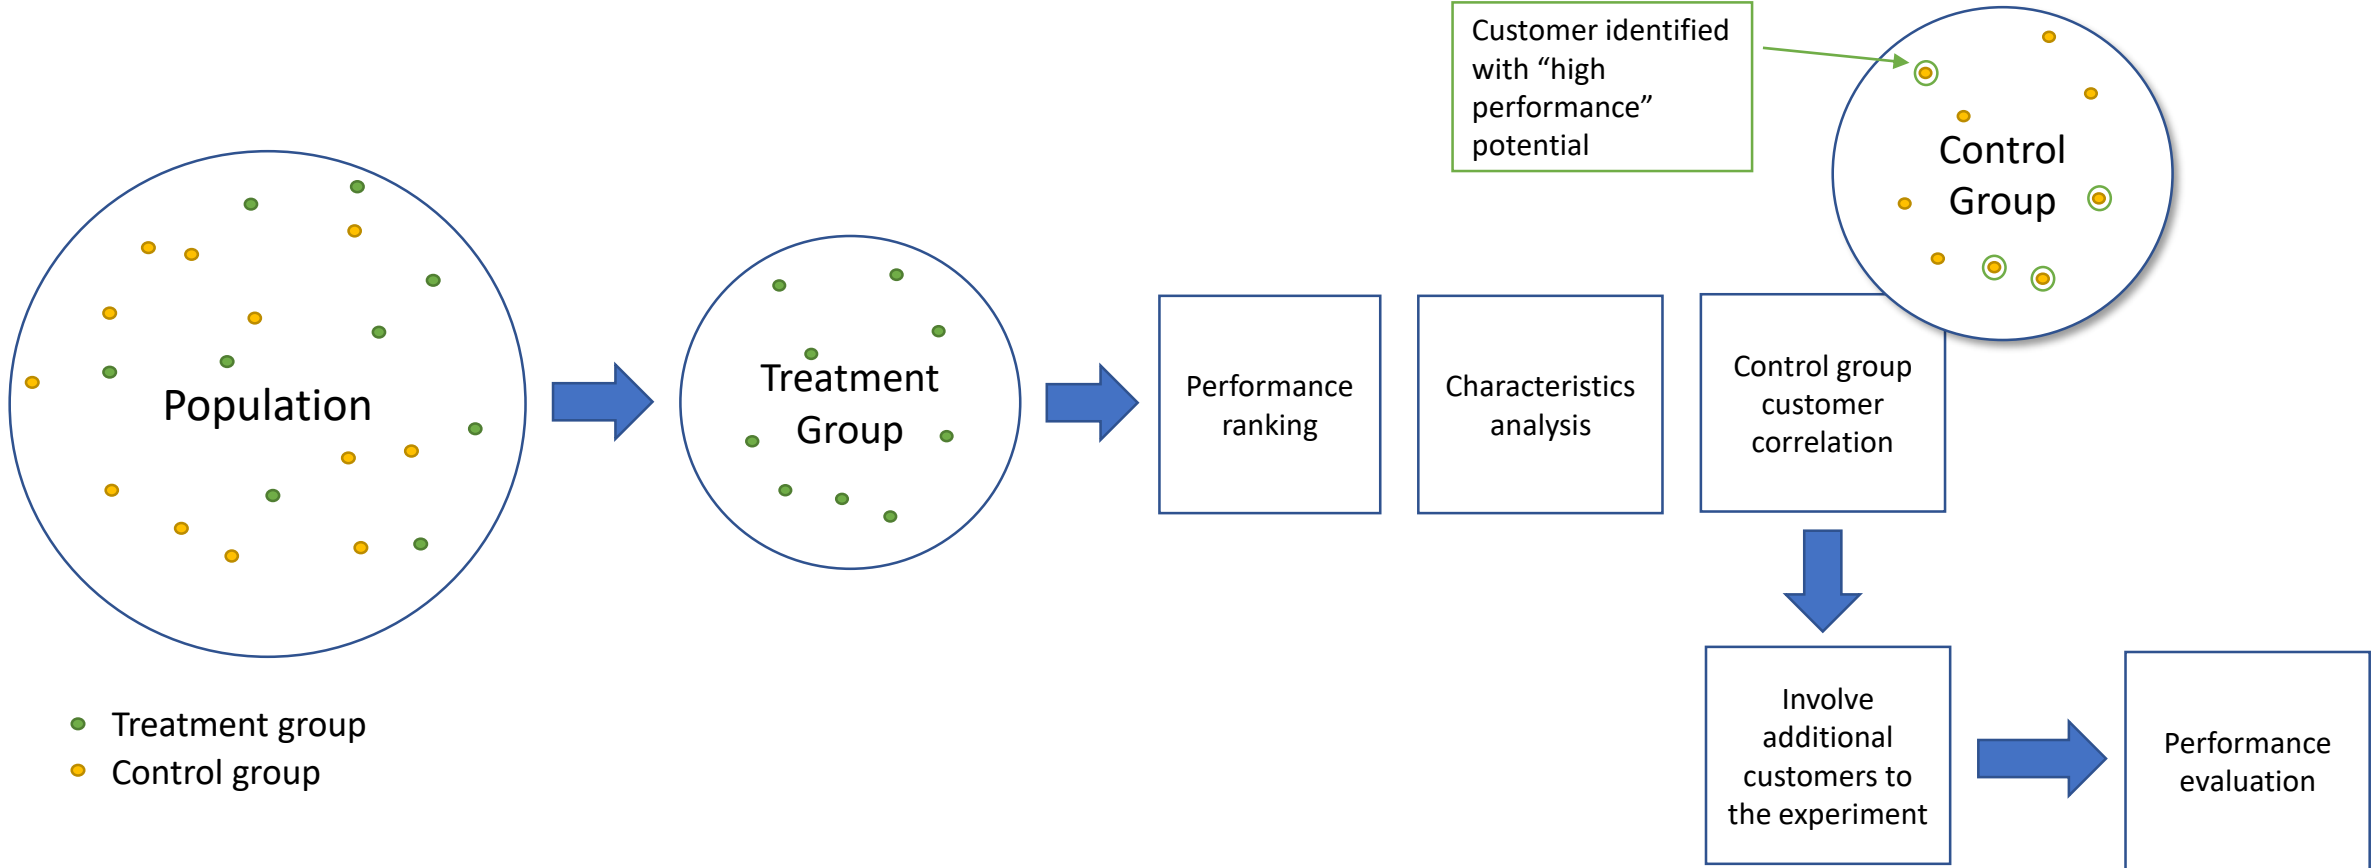 Population
Treatment group
Control group
Treatment
Group
Performance
ranking
Characteristics
analysis
Control group
customer
correlation
Customer identified
with “high
performance”
potential
Control
Group
Involve
additional
customers to
the experiment
Performance
evaluation